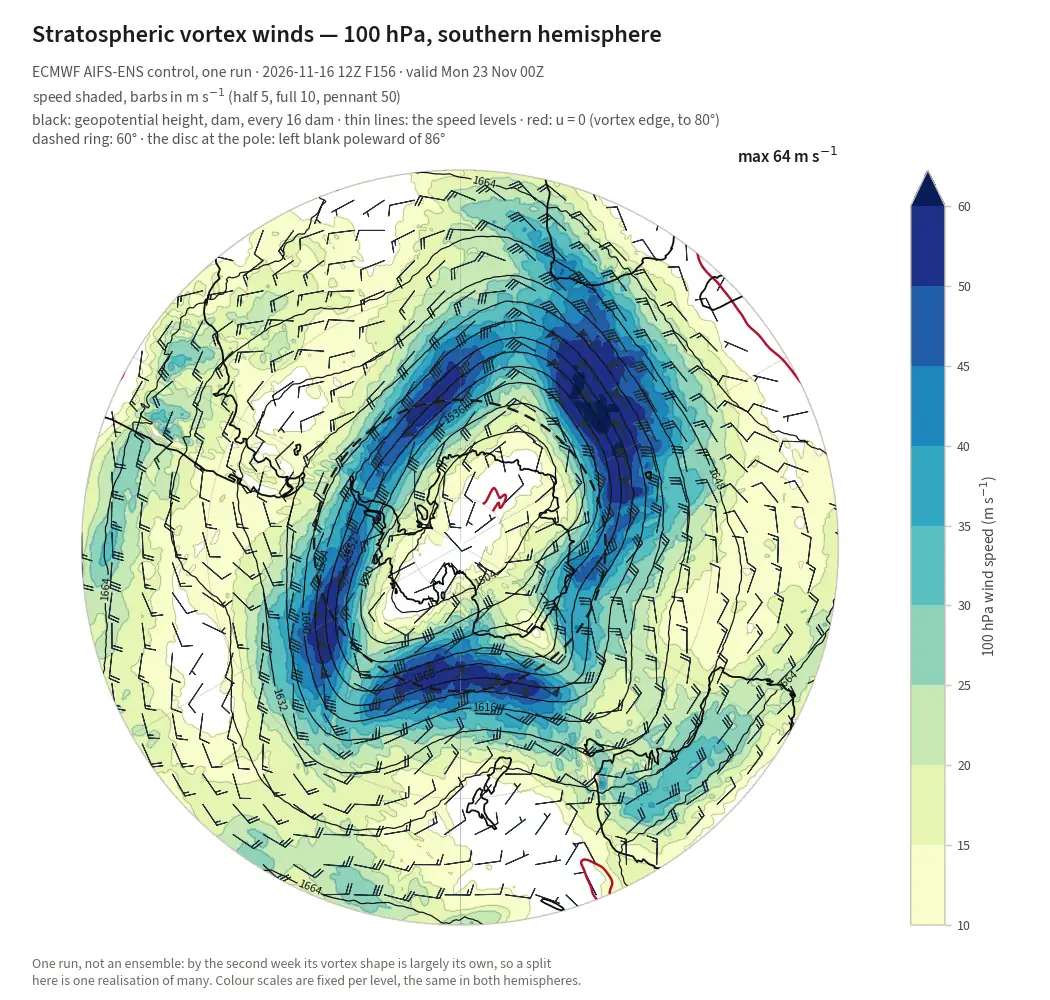 Stratospheric vortex winds — 100 hPa, southern hemisphere
ECMWF AIFS-ENS control, one run · 2026-11-16 12Z F156 · valid Mon 23 Nov 00Z
speed shaded, barbs in m s⁻¹ (half 5, full 10, pennant 50)
black: geopotential height, dam, every 16 dam · thin lines: the speed levels · red: u = 0 (vortex edge, to 80°)
dashed ring: 60° · the disc at the pole: left blank poleward of 86°
max 64 m s⁻¹
1664
60
50
45
40
35
30
25
20
15
10
100 hPa wind speed (m s⁻¹)
1536
1648
1504
1664
1600
1568
1632
1616
1664
1664
One run, not an ensemble: by the second week its vortex shape is largely its own, so a split
here is one realisation of many. Colour scales are fixed per level, the same in both hemispheres.